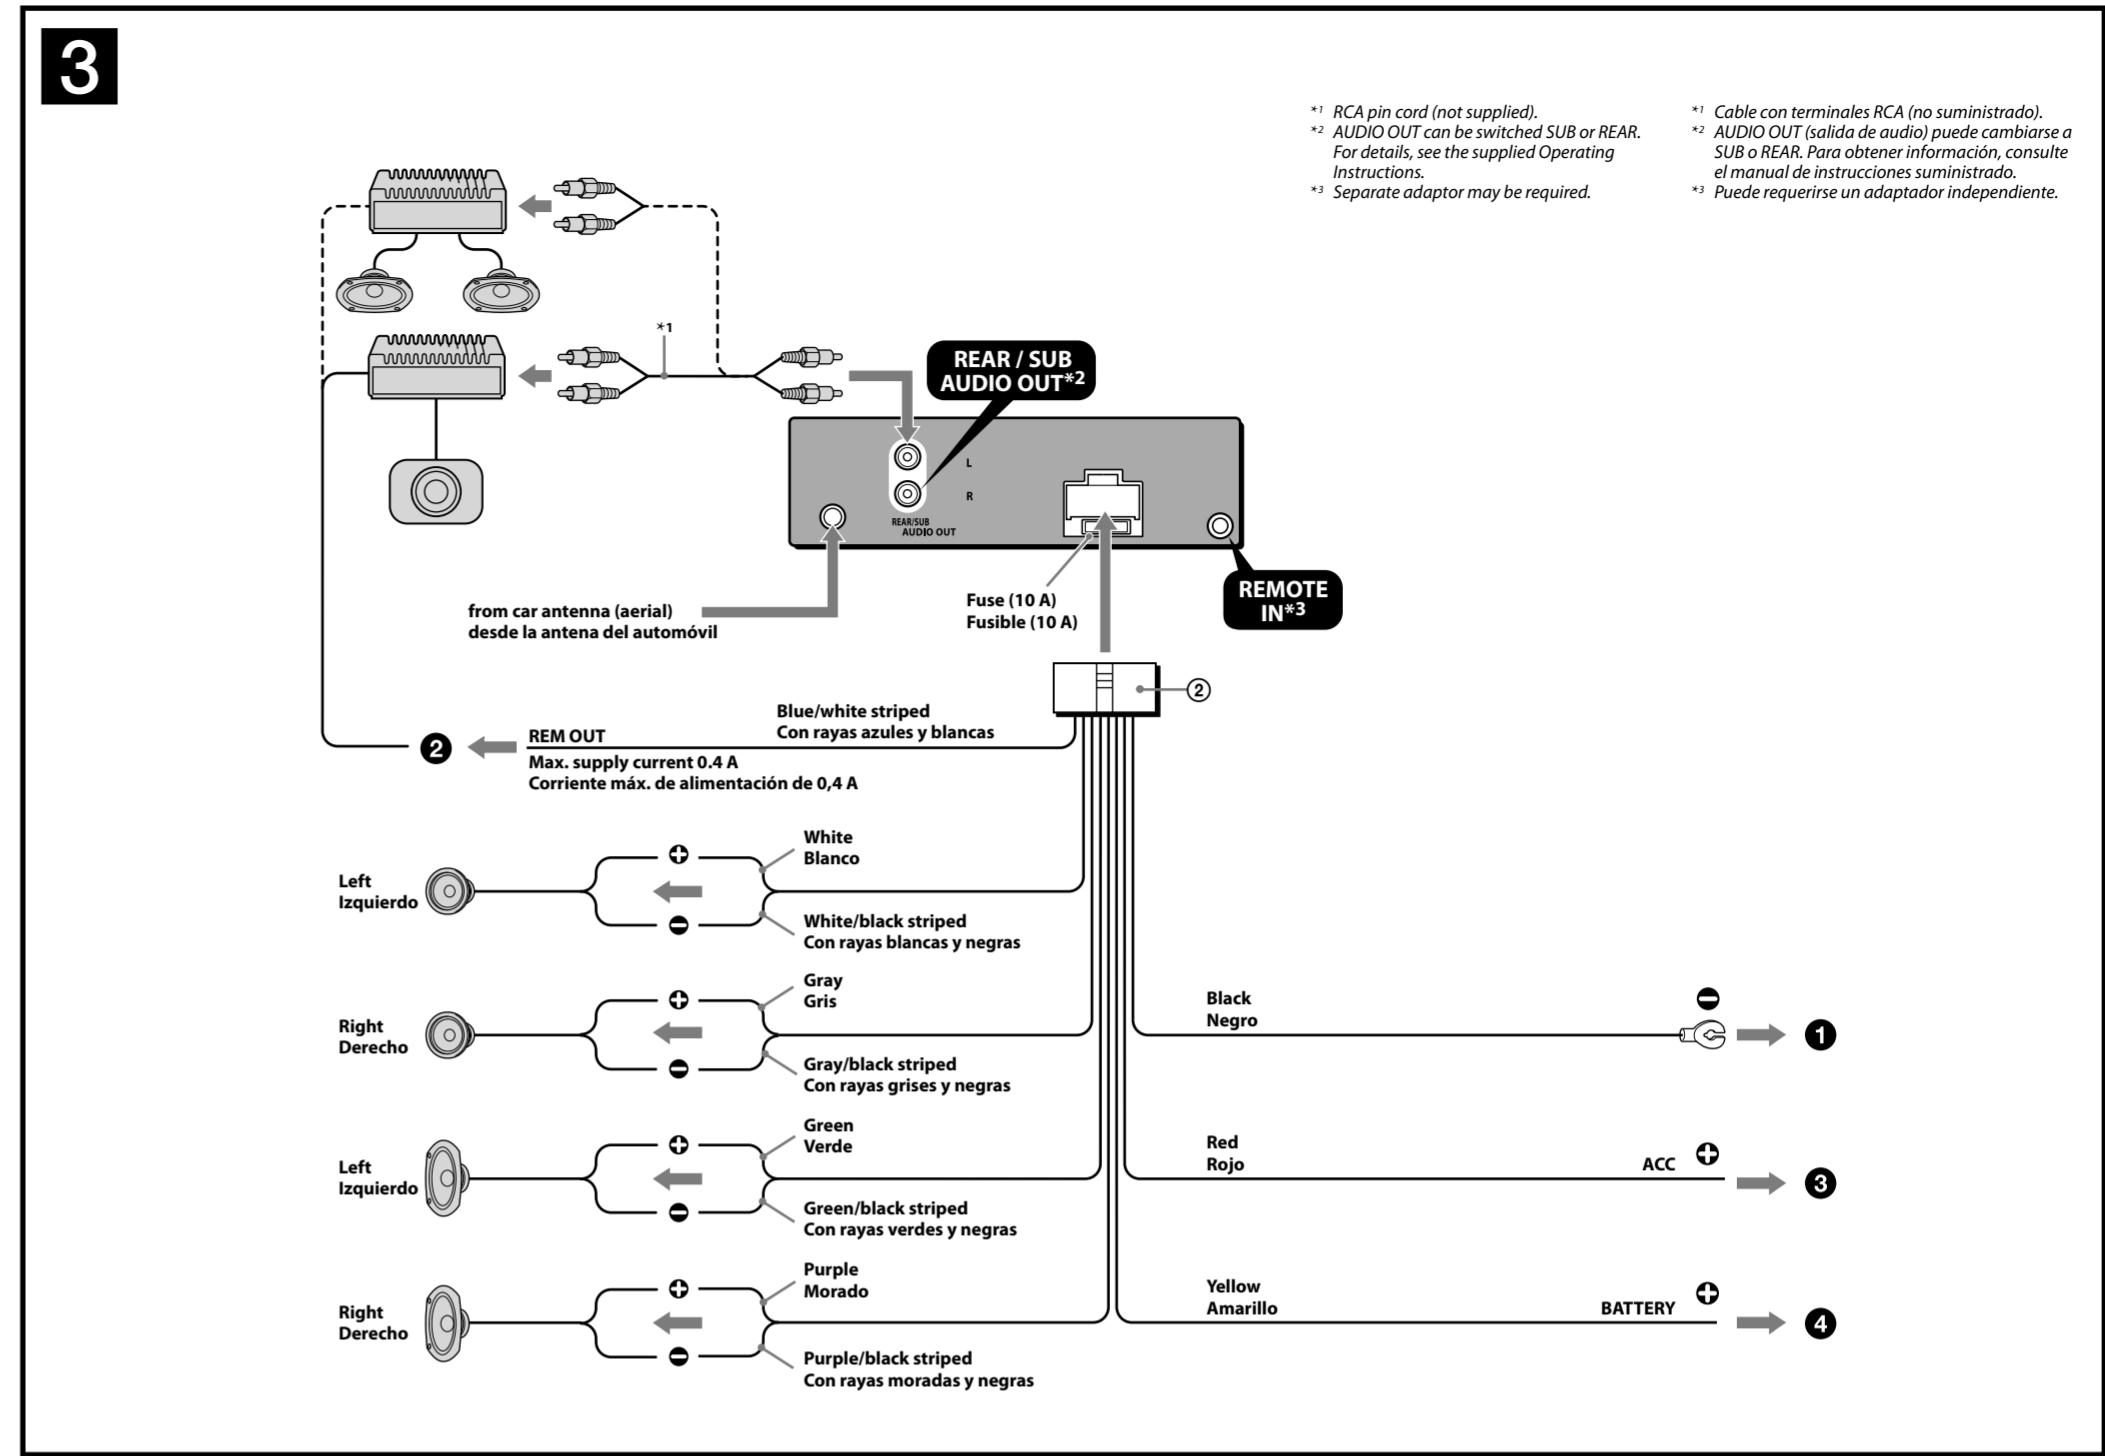 3
*1 RCA pin cord (not supplied).
*2 AUDIO OUT can be switched SUB or REAR.
For details, see the supplied Operating
Instructions.
*3 Separate adaptor may be required.
*1 Cable con terminales RCA (no suministrado).
*2 AUDIO OUT (salida de audio) puede cambiarse a
SUB o REAR. Para obtener información, consulte
el manual de instrucciones suministrado.
*3 Puede requerirse un adaptador independiente.
*1
REAR / SUB
AUDIO OUT*2
L
R
REAR/SUB
AUDIO OUT
from car antenna (aerial)
desde la antena del automóvil
Fuse (10 A)
Fusible (10 A)
REMOTE
IN*3
②
Blue/white striped
Con rayas azules y blancas
❷
REM OUT
Max. supply current 0.4 A
Corriente máx. de alimentación de 0,4 A
White
Blanco
Left
Izquierdo
+
−
White/black striped
Con rayas blancas y negras
Gray
Gris
Right
Derecho
+
−
Gray/black striped
Con rayas grises y negras
Black
Negro
−
❶
Green
Verde
Left
Izquierdo
+
−
Green/black striped
Con rayas verdes y negras
Red
Rojo
ACC
+
❸
Purple
Morado
Right
Derecho
+
−
Purple/black striped
Con rayas moradas y negras
Yellow
Amarillo
BATTERY
+
❹